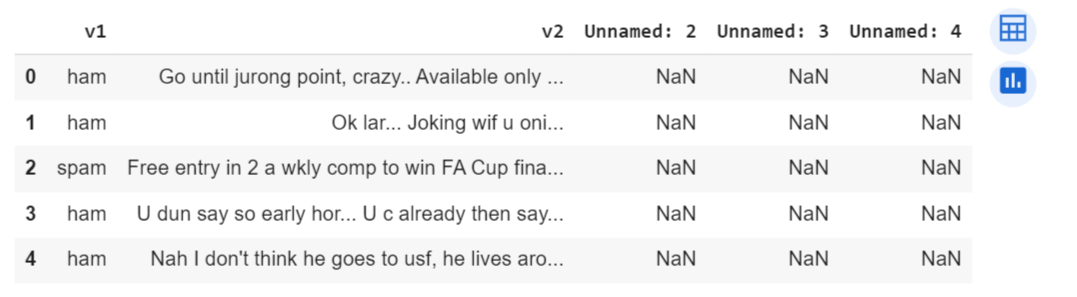 v1 v2 Unnamed: 2 Unnamed: 3 Unnamed: 4
0 ham Go until jurong point, crazy.. Available only ... NaN NaN NaN
1 ham Ok lar... Joking wif u oni... NaN NaN NaN
2 spam Free entry in 2 a wkly comp to win FA Cup fina... NaN NaN NaN
3 ham U dun say so early hor... U c already then say... NaN NaN NaN
4 ham Nah I don't think he goes to usf, he lives aro... NaN NaN NaN